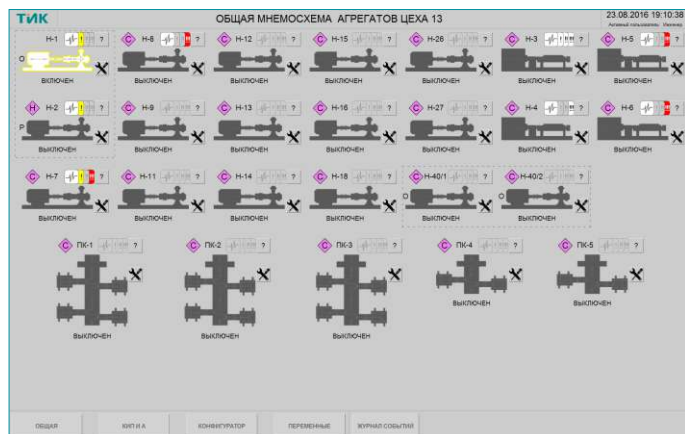 ТИК ОБЩАЯ МНЕМОСХЕМА АГРЕГАТОВ ЦЕХА 13 23.08.2016 19:10:38
Активный пользователь: Инженер
Н-1 ! ? С Н-8 ? С Н-12 ? С Н-15 ? С Н-26 ? С Н-3 ? С Н-5 ?
О
ВКЛЮЧЕН ВЫКЛЮЧЕН ВЫКЛЮЧЕН ВЫКЛЮЧЕН ВЫКЛЮЧЕН ВЫКЛЮЧЕН ВЫКЛЮЧЕН
Н Н-2 ! ? С Н-9 ? С Н-13 ? С Н-16 ? С Н-27 ? С Н-4 ? С Н-6 ?
Р
ВЫКЛЮЧЕН ВЫКЛЮЧЕН ВЫКЛЮЧЕН ВЫКЛЮЧЕН ВЫКЛЮЧЕН ВЫКЛЮЧЕН ВЫКЛЮЧЕН
С Н-7 ? С Н-11 ? С Н-14 ? С Н-18 ? С Н-40/1 ? С Н-40/2 ?
О О
ВЫКЛЮЧЕН ВЫКЛЮЧЕН ВЫКЛЮЧЕН ВЫКЛЮЧЕН ВЫКЛЮЧЕН ВЫКЛЮЧЕН
С ПК-1 ? С ПК-2 ? С ПК-3 ? С ПК-4 ? С ПК-5 ?
ВЫКЛЮЧЕН ВЫКЛЮЧЕН
ВЫКЛЮЧЕН ВЫКЛЮЧЕН ВЫКЛЮЧЕН
ОБЩАЯ КИП И А КОНФИГУРАТОР ПЕРЕМЕННЫЕ ЖУРНАЛ СОБЫТИЙ